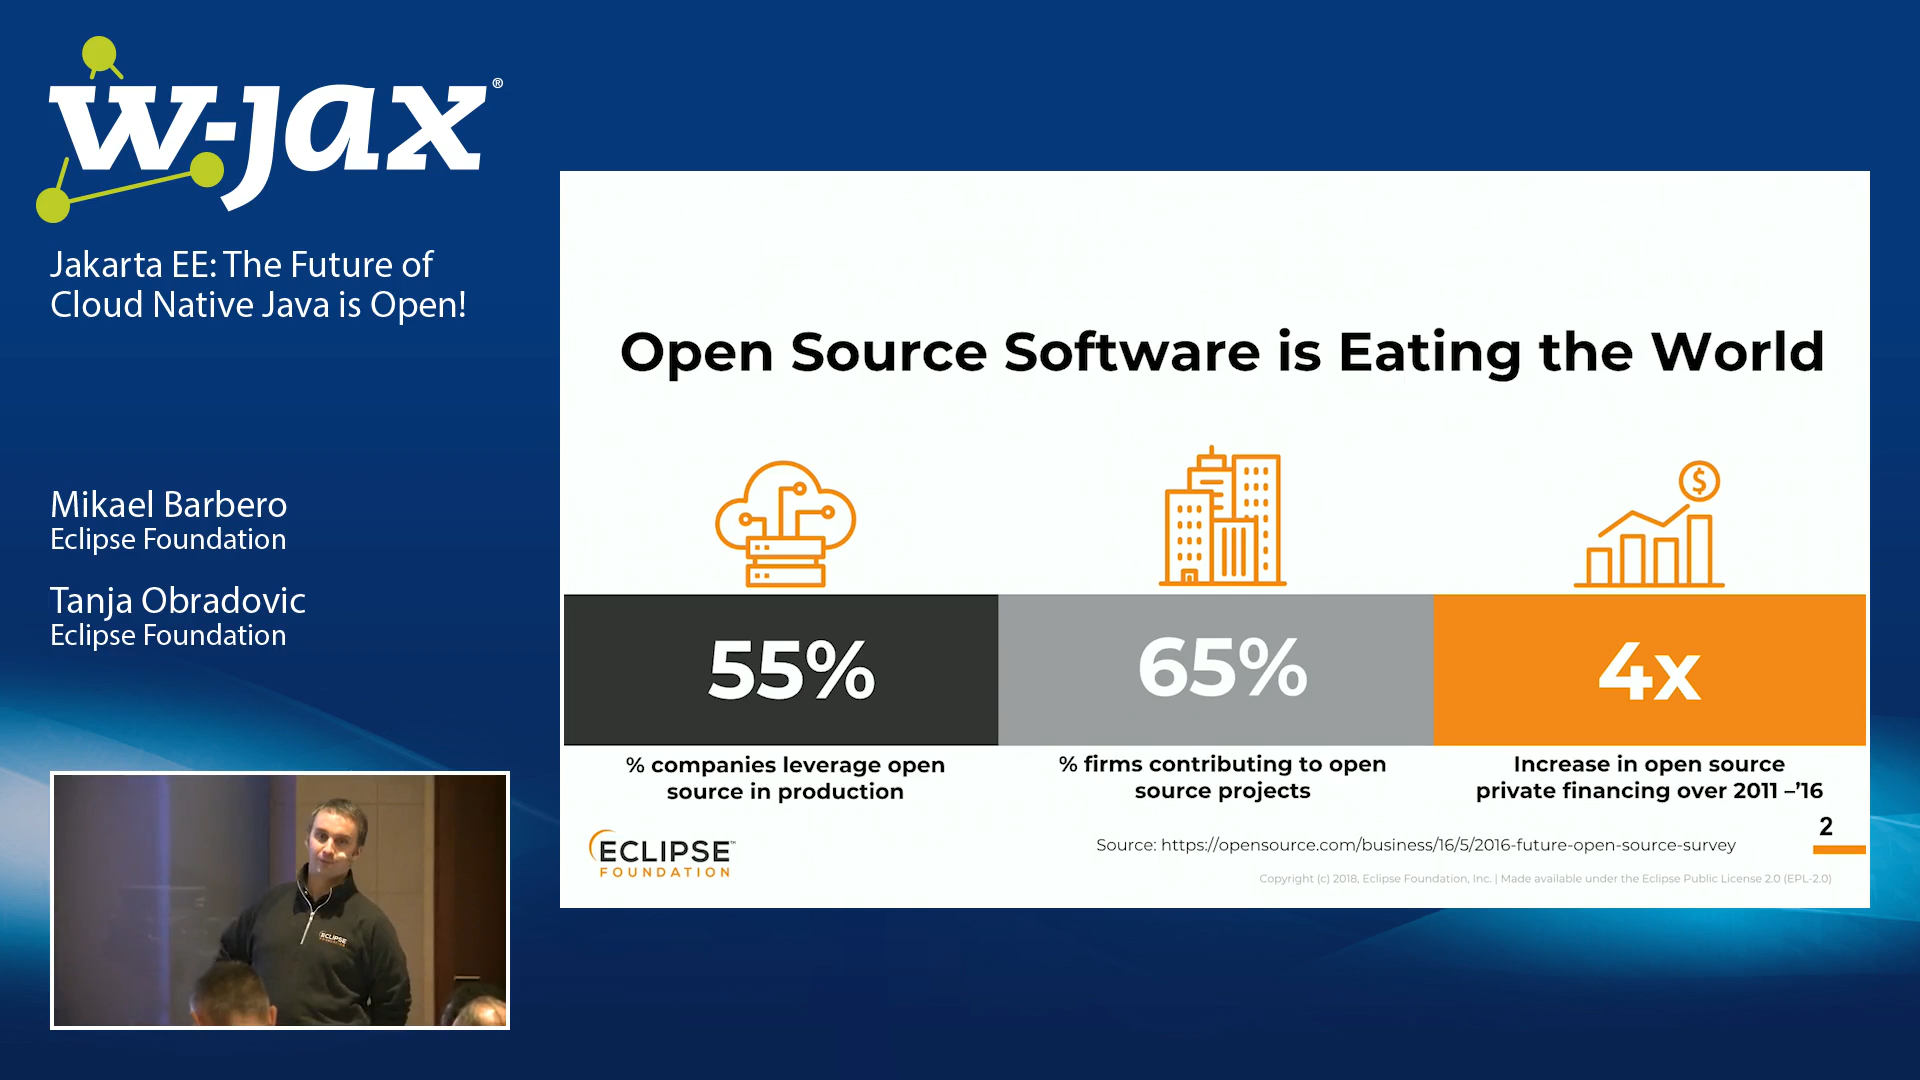 w-jax®
Jakarta EE: The Future of
Cloud Native Java is Open!
Mikael Barbero
Eclipse Foundation
Tanja Obradovic
Eclipse Foundation
ECLIPSE
Open Source Software is Eating the World
$
55%
65%
4x
% companies leverage open
source in production
% firms contributing to open
source projects
Increase in open source
private financing over 2011 –’16
2
ECLIPSE™
FOUNDATION
Source: https://opensource.com/business/16/5/2016-future-open-source-survey
Copyright (c) 2018, Eclipse Foundation, Inc. | Made available under the Eclipse Public License 2.0 (EPL-2.0)